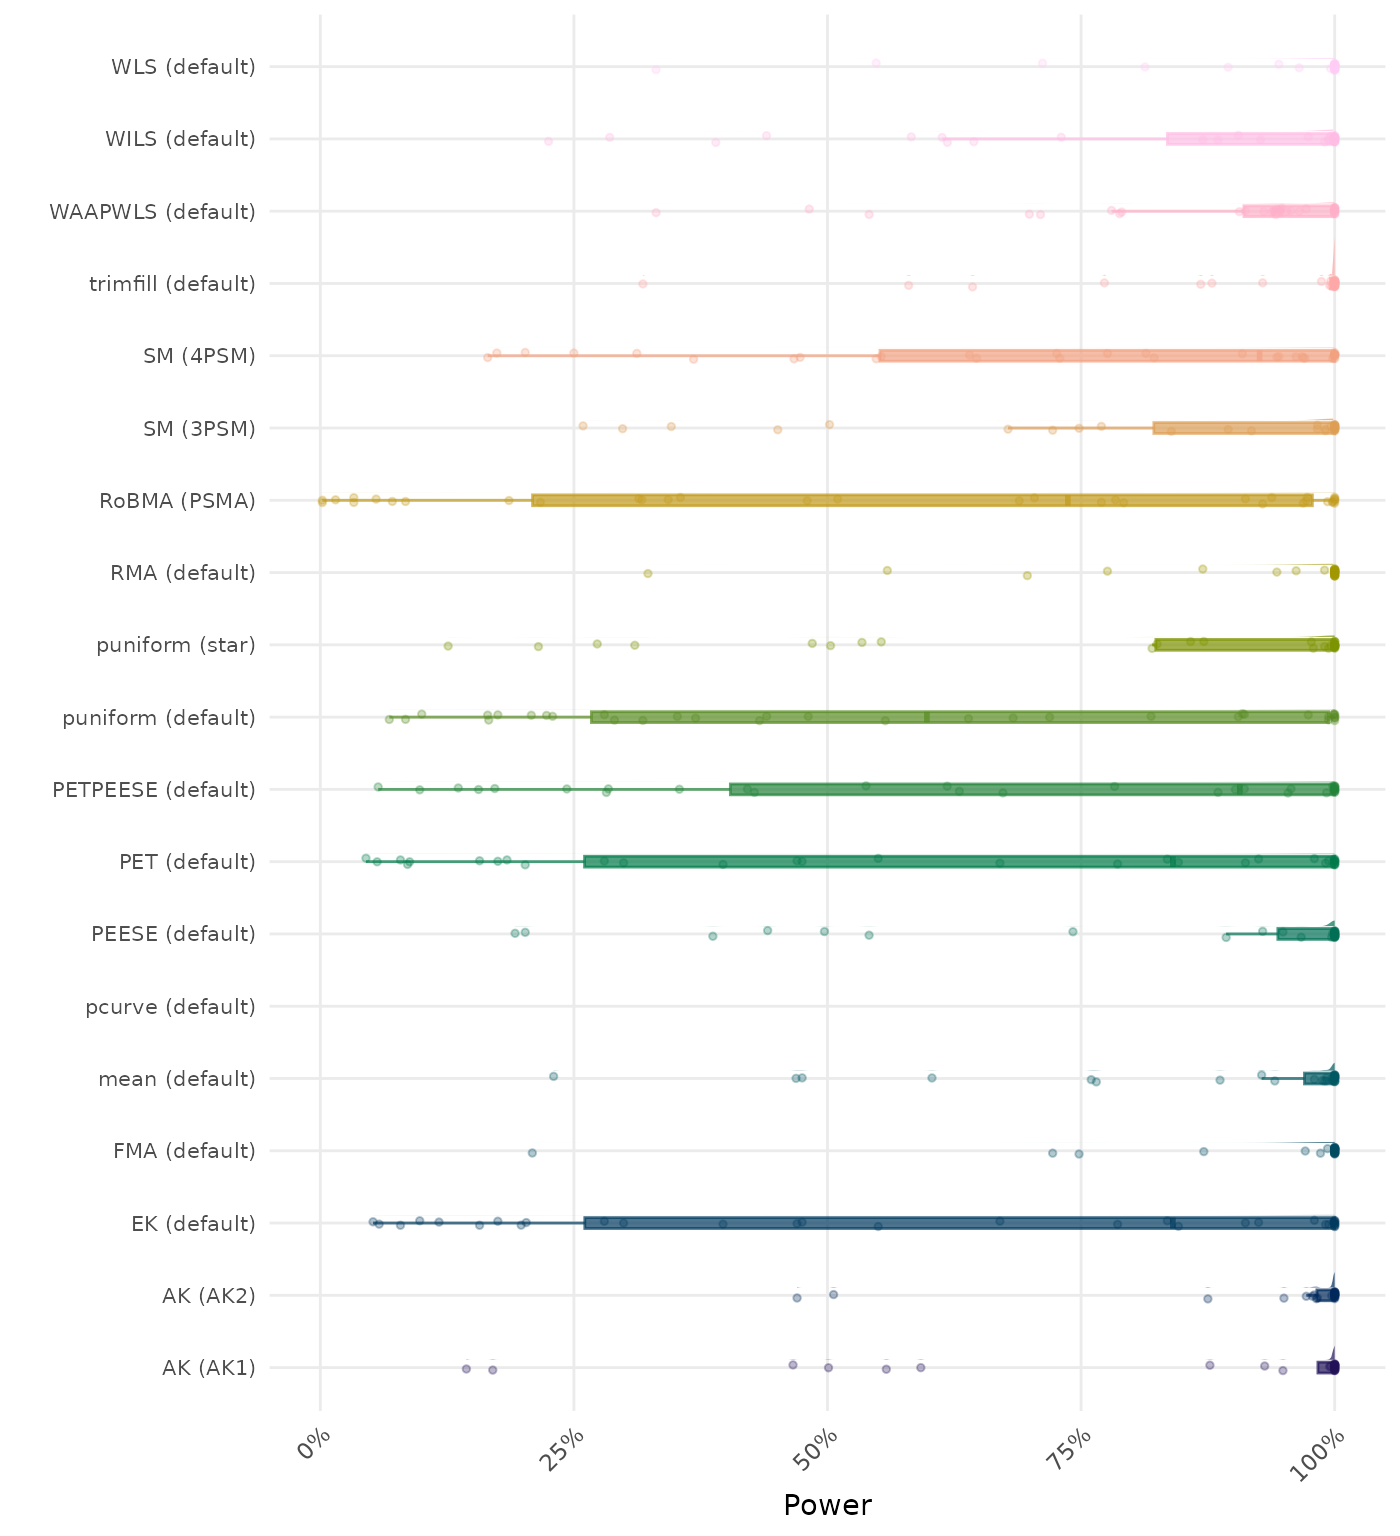 WLS (default)
WILS (default)
WAAPWLS (default)
trimfill (default)
SM (4PSM)
SM (3PSM)
RoBMA (PSMA)
RMA (default)
puniform (star)
puniform (default)
PETPEESE (default)
PET (default)
PEESE (default)
pcurve (default)
mean (default)
FMA (default)
EK (default)
AK (AK2)
AK (AK1)
0%
25%
50%
75%
100%
Power